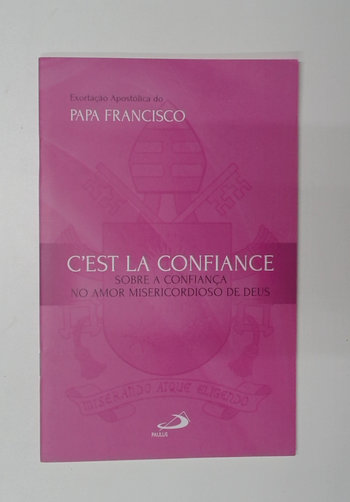 Exortação Apostólica do
PAPA FRANCISCO
C'EST LA CONFIANCE
SOBRE A CONFIANÇA
NO AMOR MISERICORDIOSO DE DEUS
MISERANDO ATQUE ELIGENDO
PAULUS